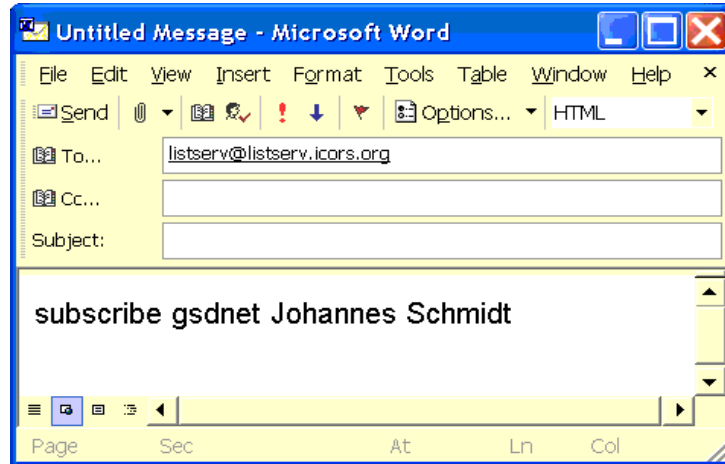 Untitled Message - Microsoft Word
File Edit View Insert Format Tools Table Window Help
Send Options... HTML
To... listserv@listserv.icors.org
Cc...
Subject:
subscribe gsdnet Johannes Schmidt
Page Sec At Ln Col